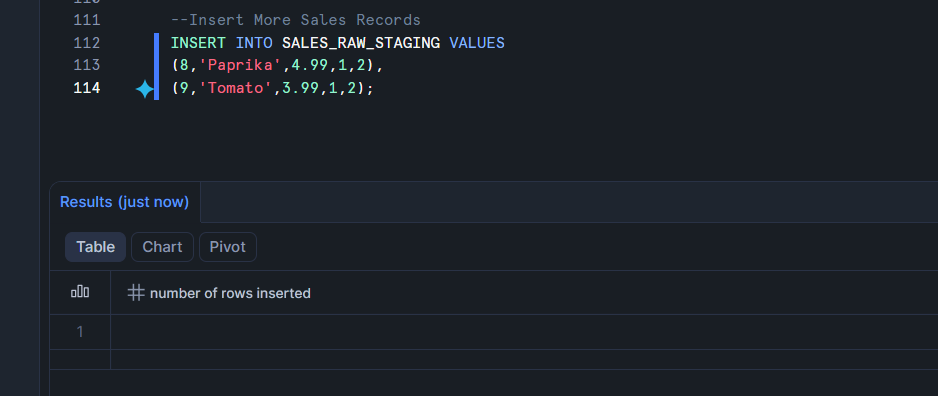 111 --Insert More Sales Records
112 INSERT INTO SALES_RAW_STAGING VALUES
113 (8,'Paprika',4.99,1,2),
114 (9,'Tomato',3.99,1,2);
Results (just now)
Table Chart Pivot
number of rows inserted
1